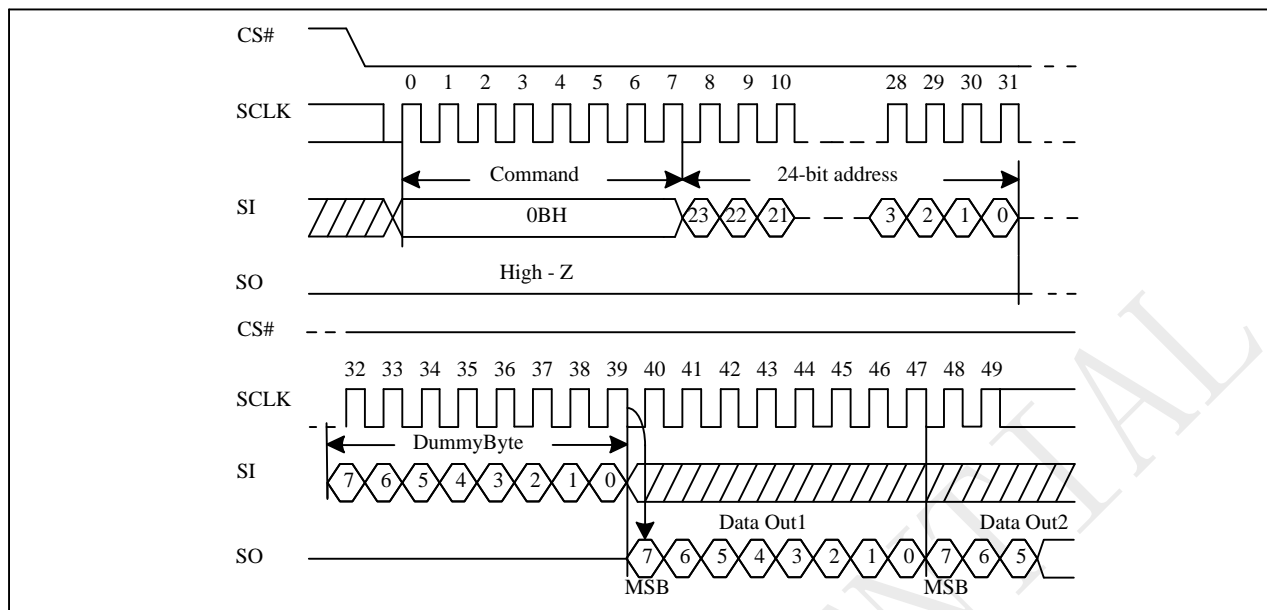 CS#
0 1 2 3 4 5 6 7 8 9 10 28 29 30 31
SCLK
Command 24-bit address
SI 0BH 23 22 21 3 2 1 0
High - Z
SO
CS#
32 33 34 35 36 37 38 39 40 41 42 43 44 45 46 47 48 49
SCLK
DummyByte
SI 7 6 5 4 3 2 1 0
Data Out1 Data Out2
SO 7 6 5 4 3 2 1 0 7 6 5
MSB MSB
NTIAL